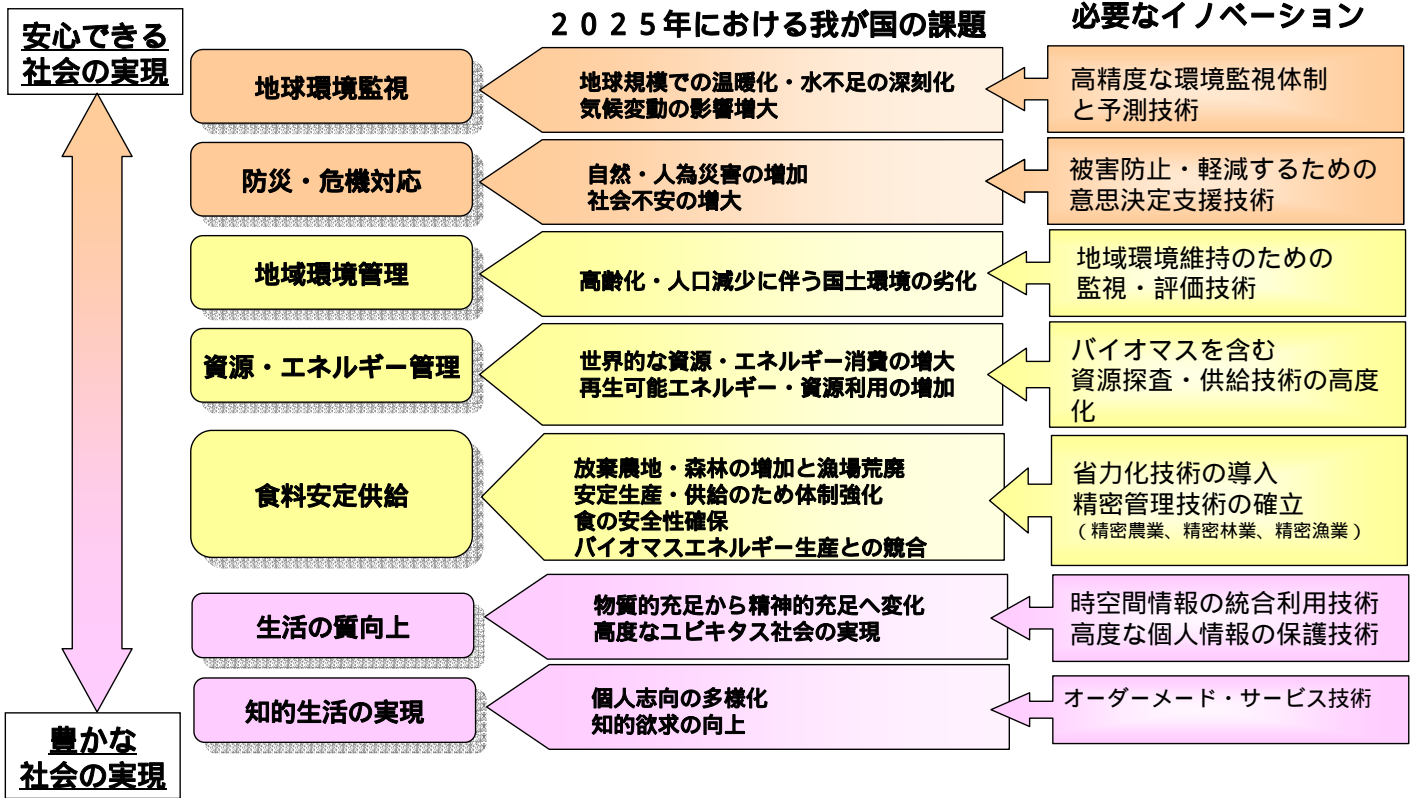 安心できる
社会の実現
２０２５年における我が国の課題
必要なイノベーション
地球環境監視
地球規模での温暖化・水不足の深刻化
気候変動の影響増大
高精度な環境監視体制
と予測技術
防災・危機対応
自然・人為災害の増加
社会不安の増大
被害防止・軽減するための
意思決定支援技術
地域環境管理
高齢化・人口減少に伴う国土環境の劣化
地域環境維持のための
監視・評価技術
資源・エネルギー管理
世界的な資源・エネルギー消費の増大
再生可能エネルギー・資源利用の増加
バイオマスを含む
資源探査・供給技術の高度
化
食料安定供給
放棄農地・森林の増加と漁場荒廃
安定生産・供給のため体制強化
食の安全性確保
バイオマスエネルギー生産との競合
省力化技術の導入
精密管理技術の確立
（精密農業、精密林業、精密漁業）
生活の質向上
物質的充足から精神的充足へ変化
高度なユビキタス社会の実現
時空間情報の統合利用技術
高度な個人情報の保護技術
知的生活の実現
個人志向の多様化
知的欲求の向上
オーダーメード・サービス技術
豊かな
社会の実現